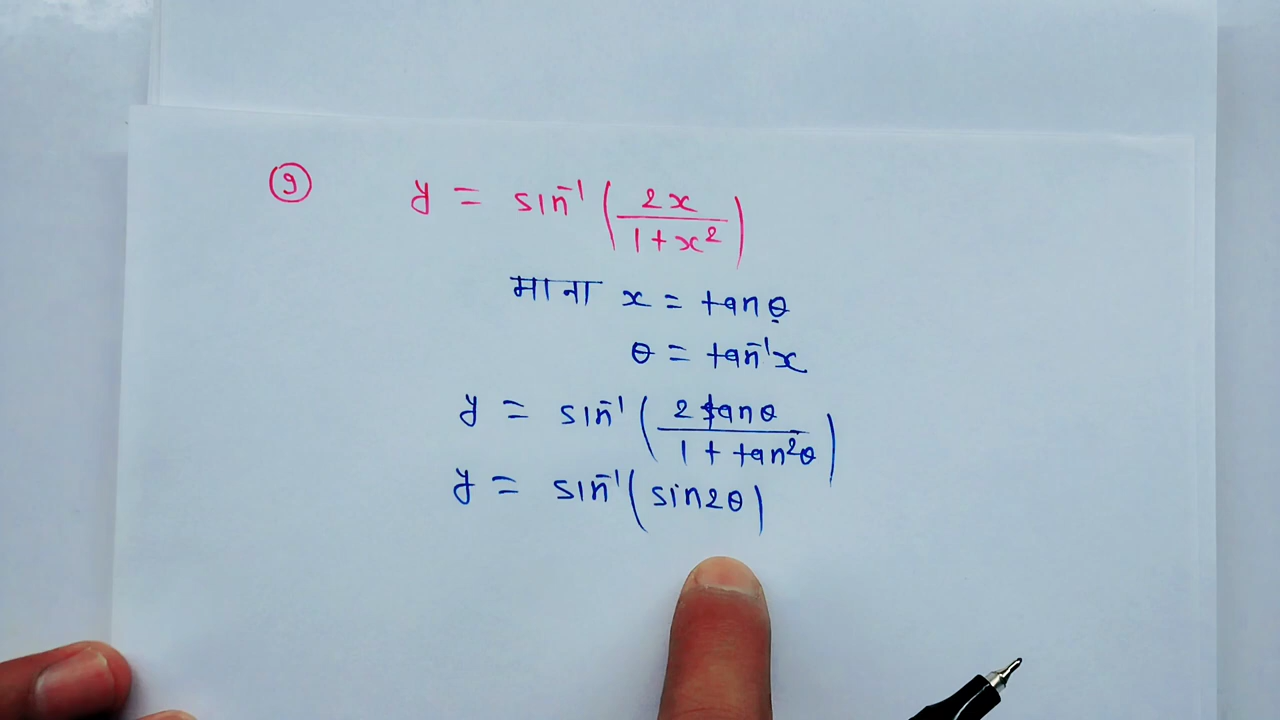 ⑨ y = sin⁻¹(2x/1+x²)
माना x = tanθ
θ = tan⁻¹x
y = sin⁻¹(2tanθ/1+tan²θ)
y = sin⁻¹(sin2θ)